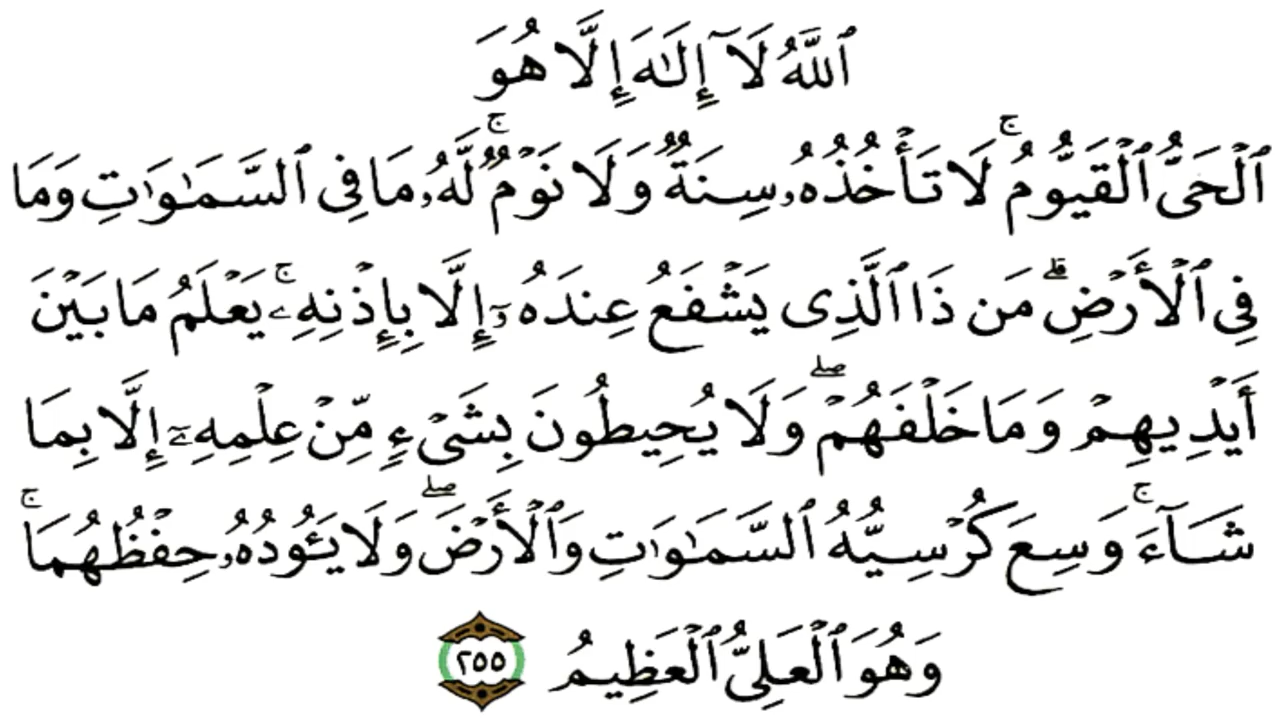 ٱللَّهُ لَآ إِلَـٰهَ إِلَّا هُوَ
ٱلۡحَىُّ ٱلۡقَيُّومُۚ لَا تَأۡخُذُهُۥ سِنَةٌ وَلَا نَوۡمٌۚ لَّهُۥ مَا فِى ٱلسَّمَـٰوَٰتِ وَمَا
فِى ٱلۡأَرۡضِۗ مَن ذَا ٱلَّذِى يَشۡفَعُ عِندَهُۥٓ إِلَّا بِإِذۡنِهِۦۚ يَعۡلَمُ مَا بَيۡنَ
أَيۡدِيهِمۡ وَمَا خَلۡفَهُمۡۖ وَلَا يُحِيطُونَ بِشَىۡءٍ مِّنۡ عِلۡمِهِۦٓ إِلَّا بِمَا
شَآءَۚ وَسِعَ كُرۡسِيُّهُ ٱلسَّمَـٰوَٰتِ وَٱلۡأَرۡضَۖ وَلَا يَـُٔودُهُۥ حِفۡظُهُمَاۚ
وَهُوَ ٱلۡعَلِىُّ ٱلۡعَظِيمُ ٢٥٥